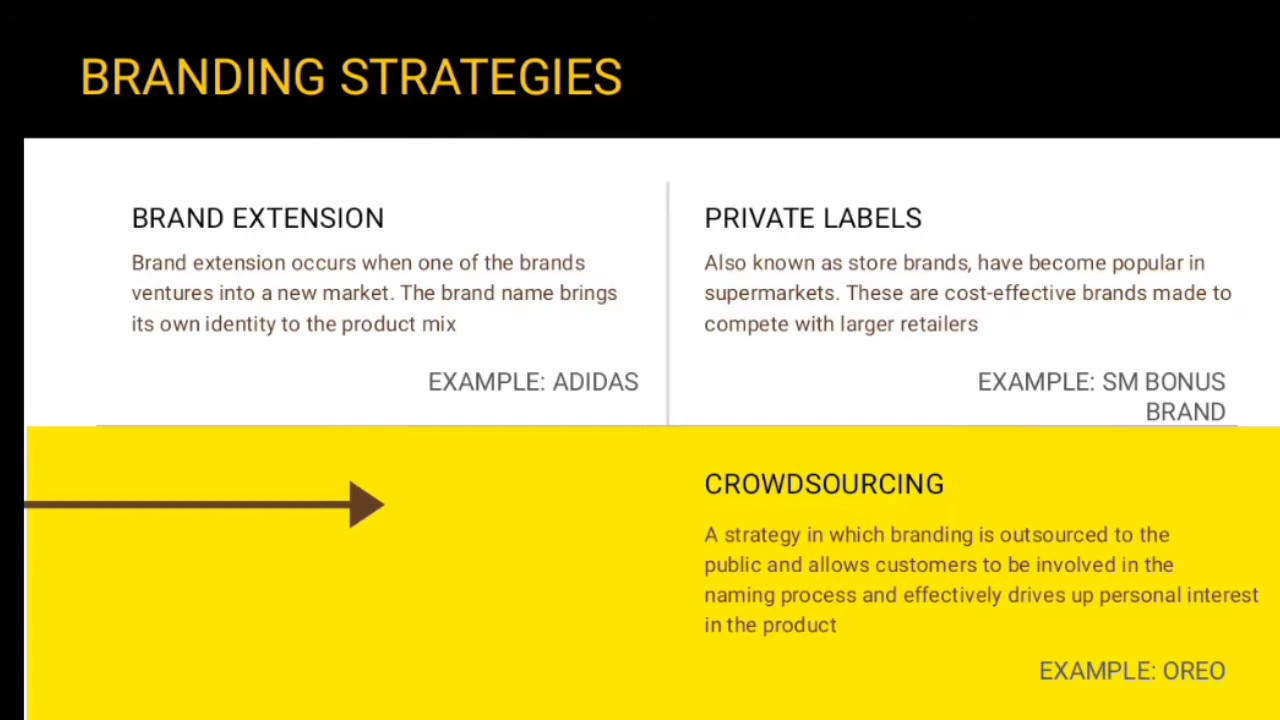 BRANDING STRATEGIES
BRAND EXTENSION
Brand extension occurs when one of the brands
ventures into a new market. The brand name brings
its own identity to the product mix
EXAMPLE: ADIDAS
PRIVATE LABELS
Also known as store brands, have become popular in
supermarkets. These are cost-effective brands made to
compete with larger retailers
EXAMPLE: SM BONUS
BRAND
CROWDSOURCING
A strategy in which branding is outsourced to the
public and allows customers to be involved in the
naming process and effectively drives up personal interest
in the product
EXAMPLE: OREO